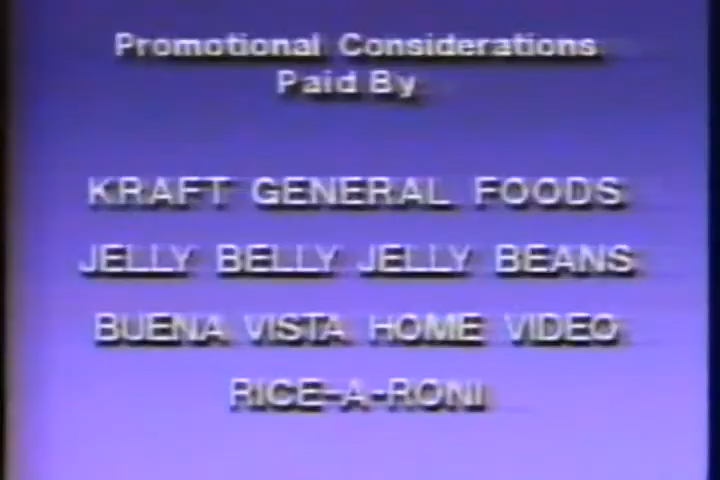 Promotional Considerations
Paid By
KRAFT GENERAL FOODS
JELLY BELLY JELLY BEANS
BUENA VISTA HOME VIDEO
RICE-A-RONI